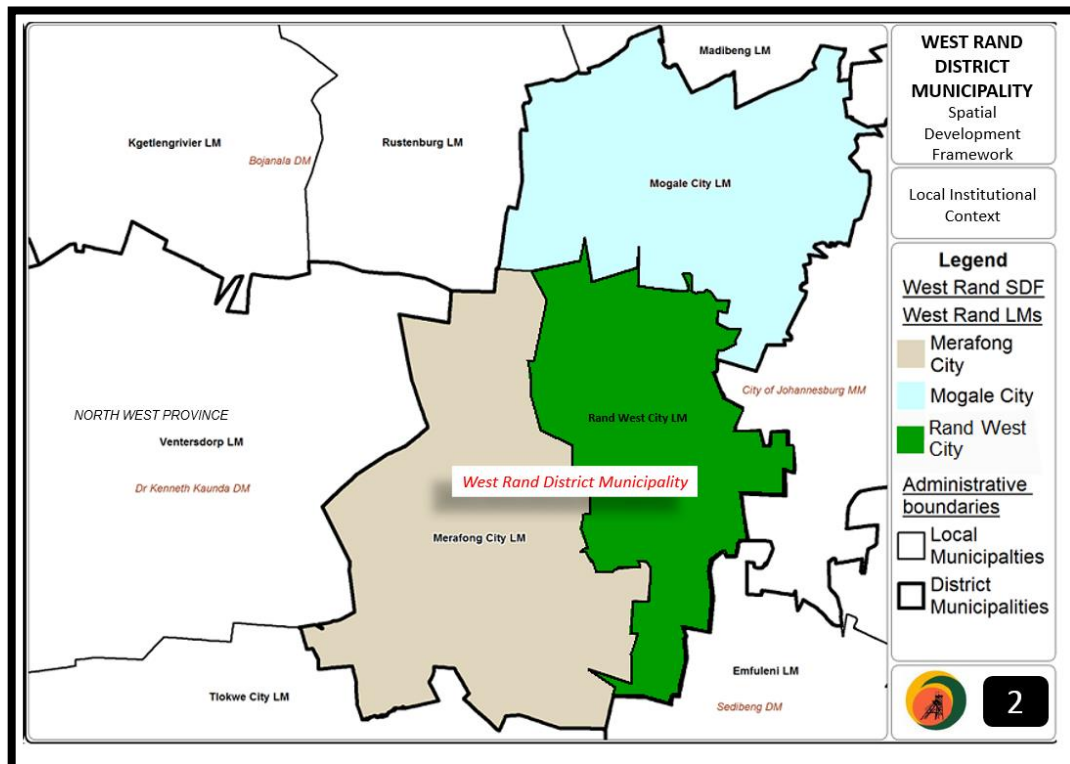 Madibeng LM
Kgetlengrivier LM
Rustenburg LM
Bojanala DM
Mogale City LM
NORTH WEST PROVINCE
Ventersdorp LM
Dr Kenneth Kaunda DM
City of Johannesburg MM
Rand West City LM
West Rand District Municipality
Merafong City LM
Tlokwe City LM
Emfuleni LM
Sedibeng DM
WEST RAND
DISTRICT
MUNICIPALITY
Spatial
Development
Framework
Local Institutional
Context
Legend
West Rand SDF
West Rand LMs
Merafong
City
Mogale City
Rand West
City
Administrative
boundaries
Local
Municipalties
District
Municipalities
2